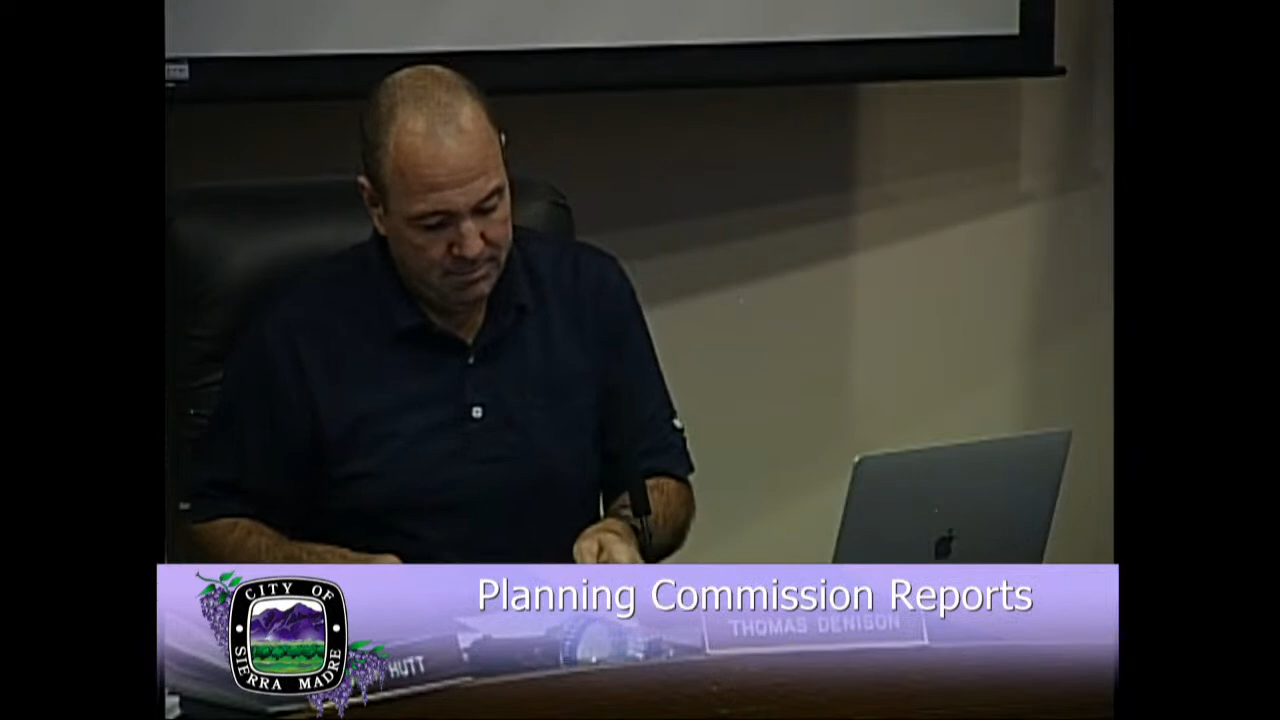 Planning Commission Reports
THOMAS DENISON
HUTT
CITY OF
SIERRA MADRE